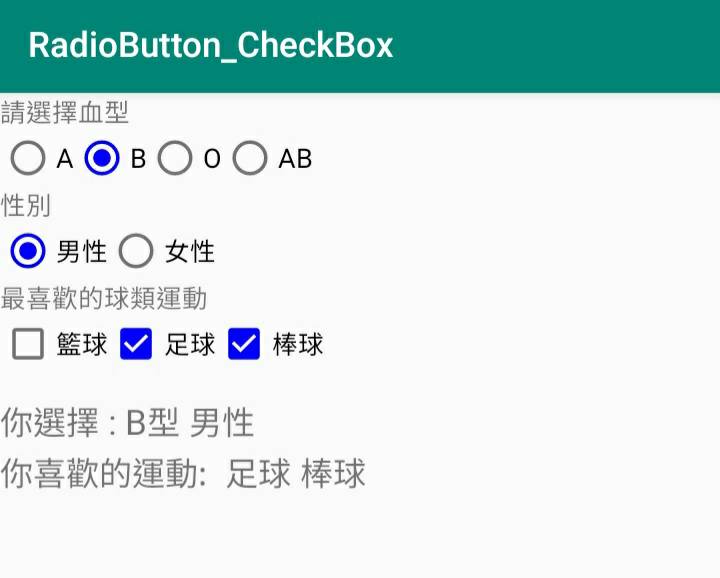 RadioButton_CheckBox
請選擇血型
A B O AB
性別
男性 女性
最喜歡的球類運動
籃球 足球 棒球
你選擇 : B型 男性
你喜歡的運動: 足球 棒球